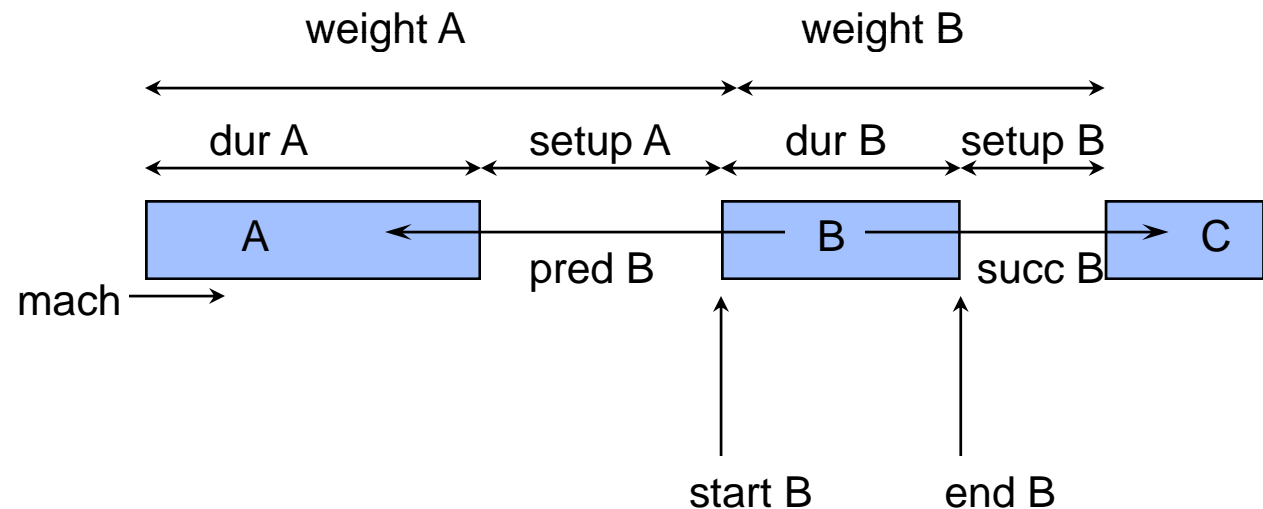 weight A weight B
dur A setup A dur B setup B
A B C
pred B succ B
mach
start B end B